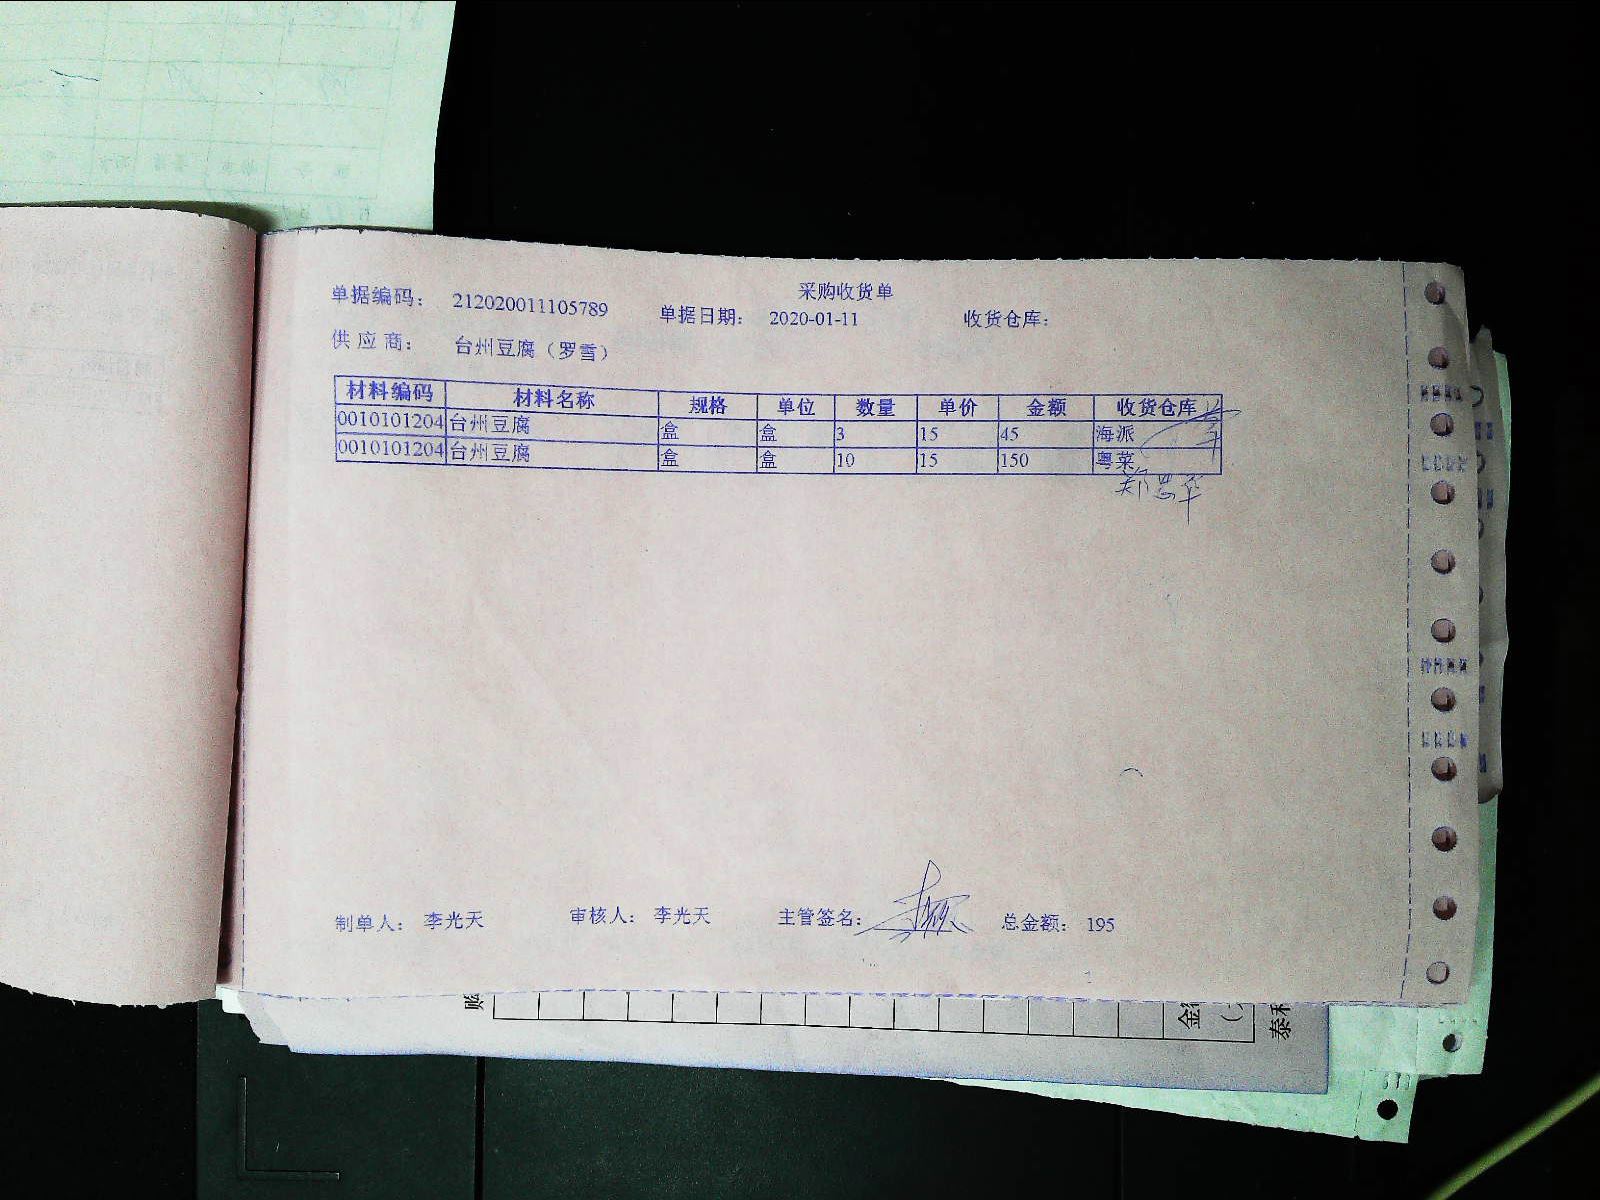 采购收货单
单据编码： 212020011105789 单据日期： 2020-01-11 收货仓库：
供应商： 台州豆腐（罗雪）
材料编码 材料名称 规格 单位 数量 单价 金额 收货仓库
0010101204 台州豆腐 盒 盒 3 15 45 海派
0010101204 台州豆腐 盒 盒 10 15 150 粤菜
制单人： 李光天 审核人： 李光天 主管签名： 总金额： 195